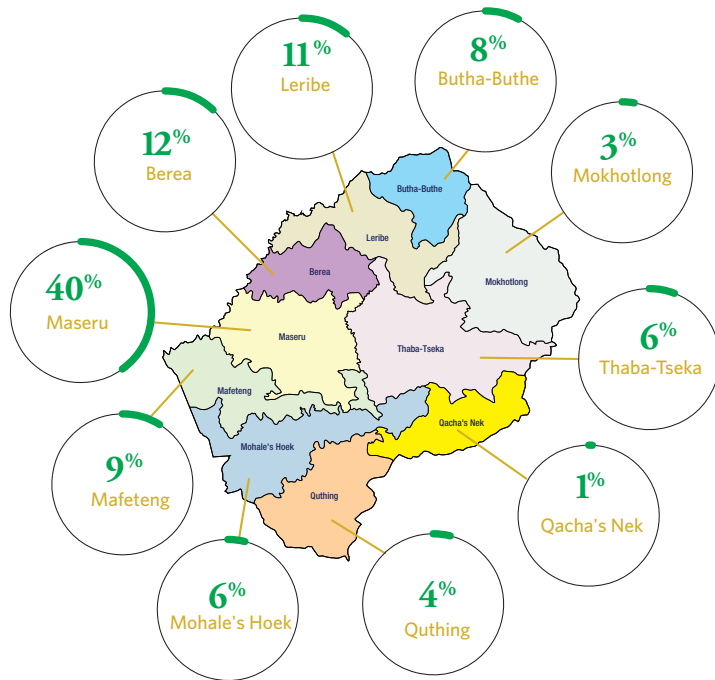 11%
Leribe
8%
Butha-Buthe
12%
Berea
3%
Mokhotlong
40%
Maseru
6%
Thaba-Tseka
9%
Mafeteng
1%
Qacha's Nek
6%
Mohale's Hoek
4%
Quthing
Butha-Buthe
Leribe
Berea
Mokhotlong
Maseru
Thaba-Tseka
Mafeteng
Qacha's Nek
Mohale's Hoek
Quthing